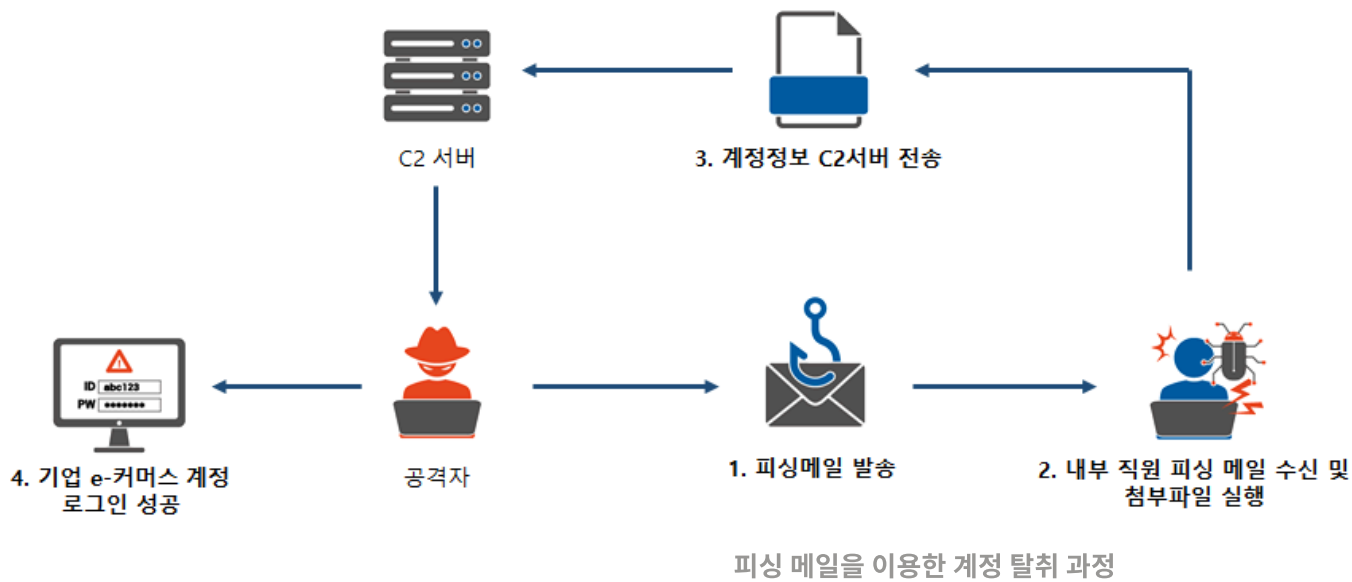 C2 서버
3. 계정정보 C2서버 전송
ID abc123
PW •••••••
4. 기업 e-커머스 계정
로그인 성공
공격자
1. 피싱메일 발송
2. 내부 직원 피싱 메일 수신 및
첨부파일 실행
피싱 메일을 이용한 계정 탈취 과정